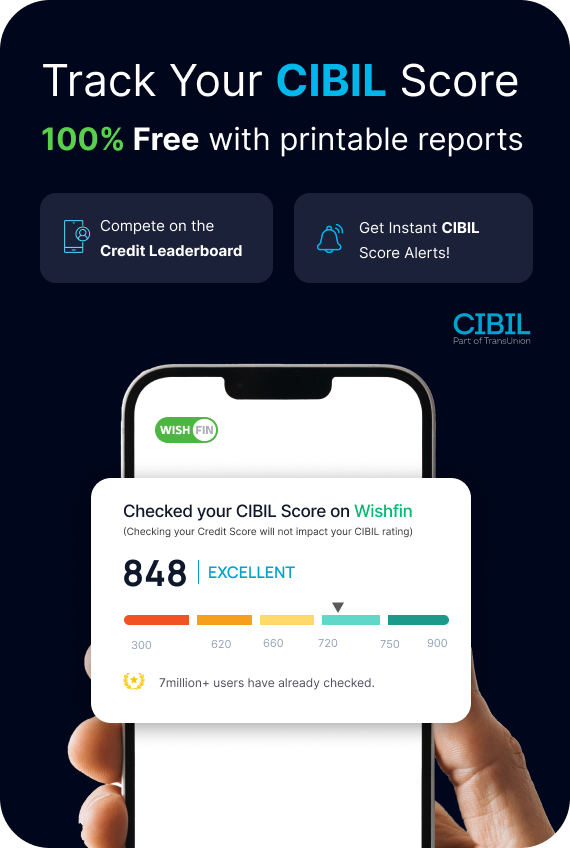 Track Your CIBIL Score
100% Free with printable reports
Compete on the
Credit Leaderboard
Get Instant CIBIL
Score Alerts!
CIBIL
Part of TransUnion
WISH FIN
Checked your CIBIL Score on Wishfin
(Checking your Credit Score will not impact your CIBIL rating)
848 EXCELLENT
300 620 660 720 750 900
7million+ users have already checked.